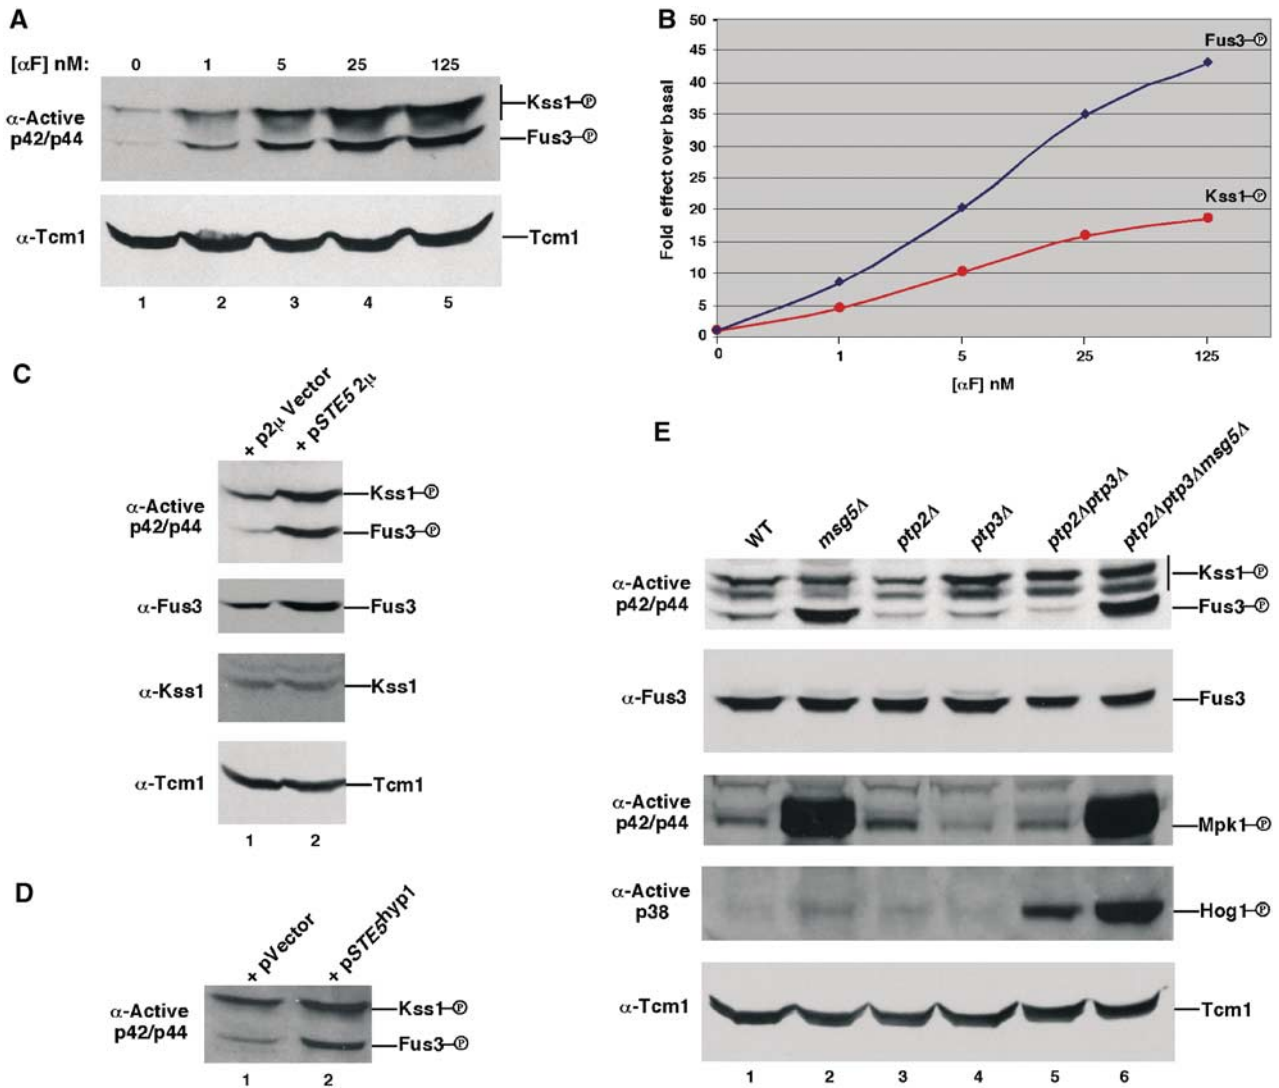 A
[αF] nM: 0 1 5 25 125
α-Active
p42/p44
Kss1-Ⓟ
Fus3-Ⓟ
α-Tcm1
Tcm1
1 2 3 4 5
B
Fold effect over basal
50
45
40
35
30
25
20
15
10
5
0
Fus3-Ⓟ
Kss1-Ⓟ
0 1 5 25 125
[αF] nM
C
+ p2µ Vector
+ pSTE5 2µ
α-Active
p42/p44
Kss1-Ⓟ
Fus3-Ⓟ
α-Fus3
Fus3
α-Kss1
Kss1
α-Tcm1
Tcm1
1 2
D
+ pVector
+ pSTE5hyp1
α-Active
p42/p44
Kss1-Ⓟ
Fus3-Ⓟ
1 2
E
WT
msg5Δ
ptp2Δ
ptp3Δ
ptp2Δptp3Δ
ptp2Δptp3Δmsg5Δ
α-Active
p42/p44
Kss1-Ⓟ
Fus3-Ⓟ
α-Fus3
Fus3
α-Active
p42/p44
Mpk1-Ⓟ
α-Active
p38
Hog1-Ⓟ
α-Tcm1
Tcm1
1 2 3 4 5 6